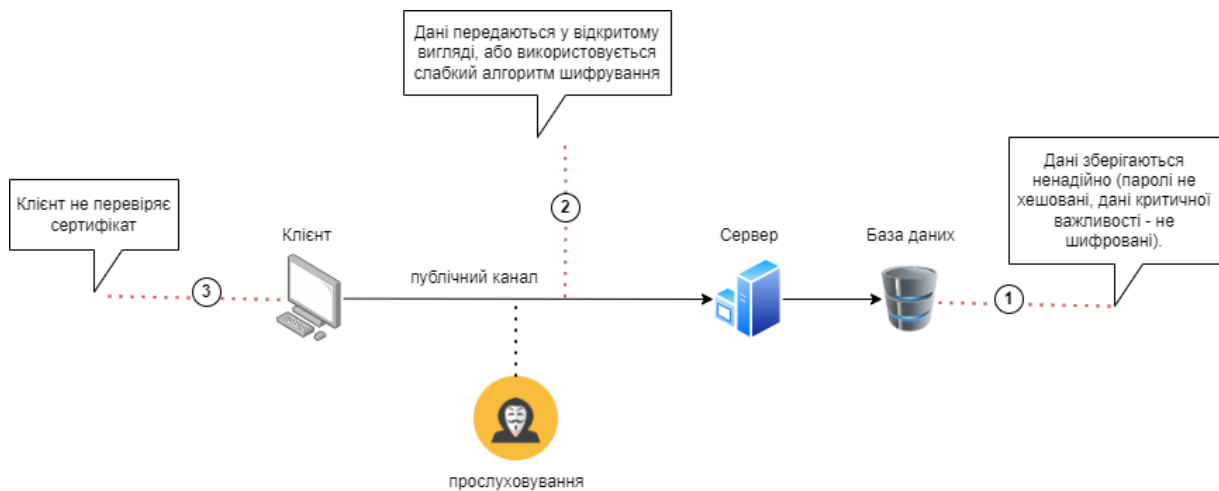 Дані передаються у відкритого
вигляді, або використовується
слабкий алгоритм шифрування
Дані зберігаються
ненадійно (паролі не
хешовані, дані критичної
важливості - не
шифровані).
Клієнт не перевіряє
сертифікат
2
Клієнт
Сервер
База даних
публічний канал
3
1
прослуховування